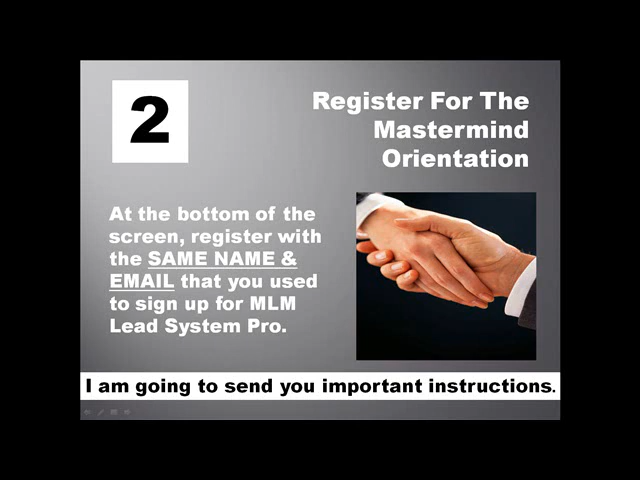 2
Register For The
Mastermind
Orientation
At the bottom of the
screen, register with
the SAME NAME &
EMAIL that you used
to sign up for MLM
Lead System Pro.
I am going to send you important instructions.